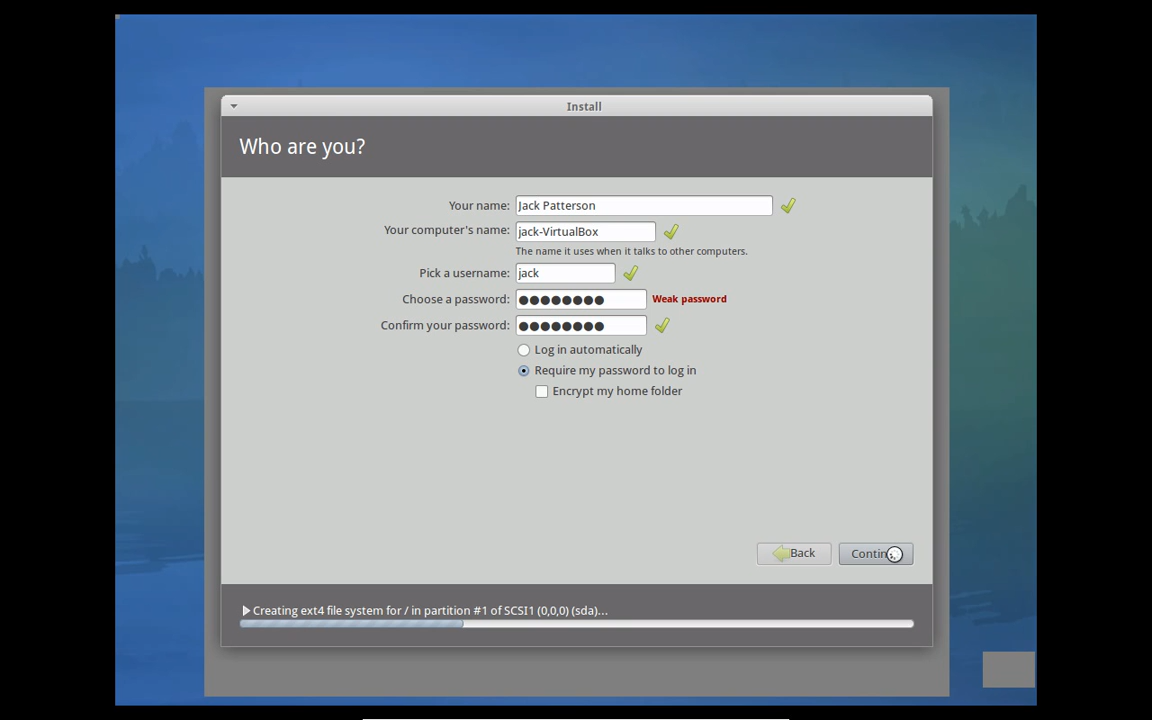 Install
Who are you?
Your name: Jack Patterson
Your computer's name: jack-VirtualBox
The name it uses when it talks to other computers.
Pick a username: jack
Choose a password: ●●●●●●●● Weak password
Confirm your password: ●●●●●●●●
Log in automatically
Require my password to log in
Encrypt my home folder
Back Contin
Creating ext4 file system for / in partition #1 of SCSI1 (0,0,0) (sda)...